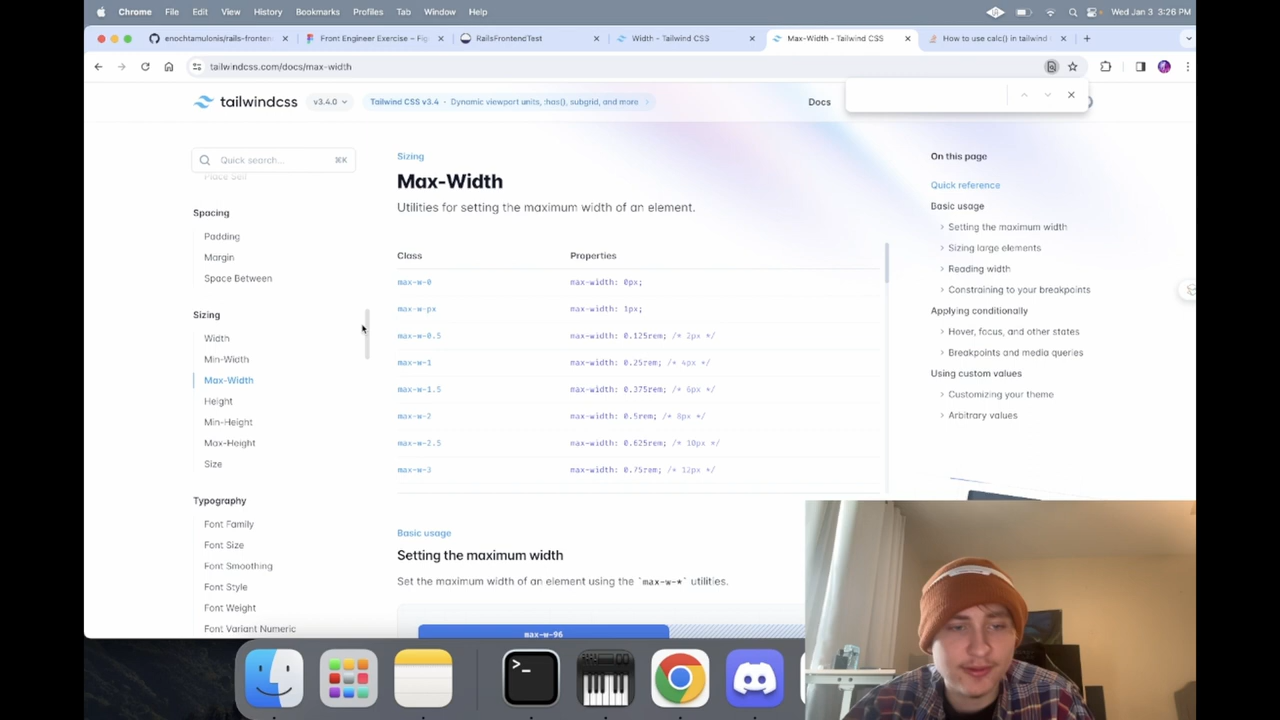 Chrome File Edit View History Bookmarks Profiles Tab Window Help Wed Jan 3 3:26 PM
enochtamulonis/rails-fronten Front Engineer Exercise – Fig RailsFrontendTest Width - Tailwind CSS Max-Width - Tailwind CSS How to use calc() in tailwind
tailwindcss.com/docs/max-width
tailwindcss v3.4.0 Tailwind CSS v3.4 · Dynamic viewport units, :has(), subgrid, and more Docs
Quick search... ⌘K
Place Self
Spacing
Padding
Margin
Space Between
Sizing
Width
Min-Width
Max-Width
Height
Min-Height
Max-Height
Size
Typography
Font Family
Font Size
Font Smoothing
Font Style
Font Weight
Font Variant Numeric
Sizing
Max-Width
Utilities for setting the maximum width of an element.
Class Properties
max-w-0 max-width: 0px;
max-w-px max-width: 1px;
max-w-0.5 max-width: 0.125rem; /* 2px */
max-w-1 max-width: 0.25rem; /* 4px */
max-w-1.5 max-width: 0.375rem; /* 6px */
max-w-2 max-width: 0.5rem; /* 8px */
max-w-2.5 max-width: 0.625rem; /* 10px */
max-w-3 max-width: 0.75rem; /* 12px */
Basic usage
Setting the maximum width
Set the maximum width of an element using the `max-w-*` utilities.
max-w-96
On this page
Quick reference
Basic usage
Setting the maximum width
Sizing large elements
Reading width
Constraining to your breakpoints
Applying conditionally
Hover, focus, and other states
Breakpoints and media queries
Using custom values
Customizing your theme
Arbitrary values